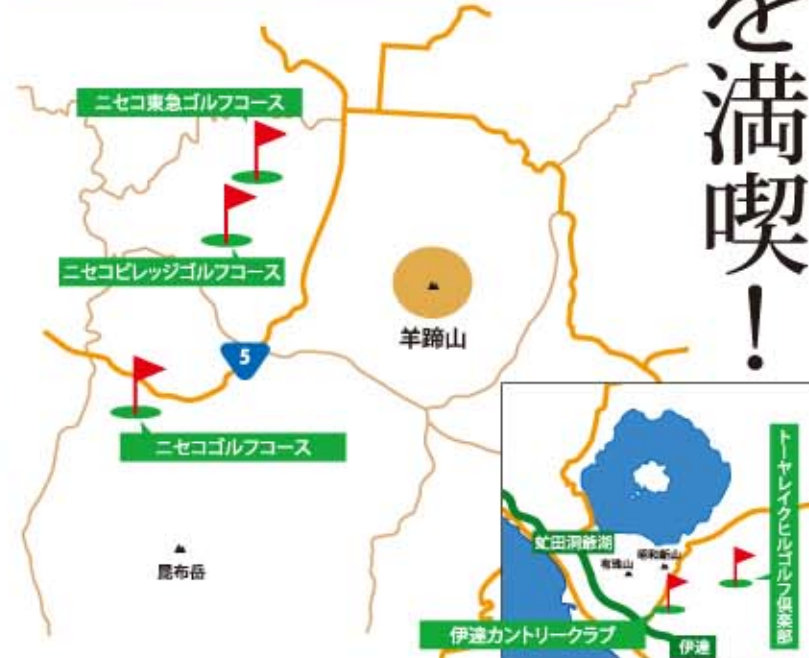 を満喫！
ニセコ東急ゴルフコース
ニセコビレッジゴルフコース
羊蹄山
5
ニセコゴルフコース
昆布岳
トーヤレイクヒルゴルフ倶楽部
虻田洞爺湖
有珠山
昭和新山
伊達カントリークラブ
伊達